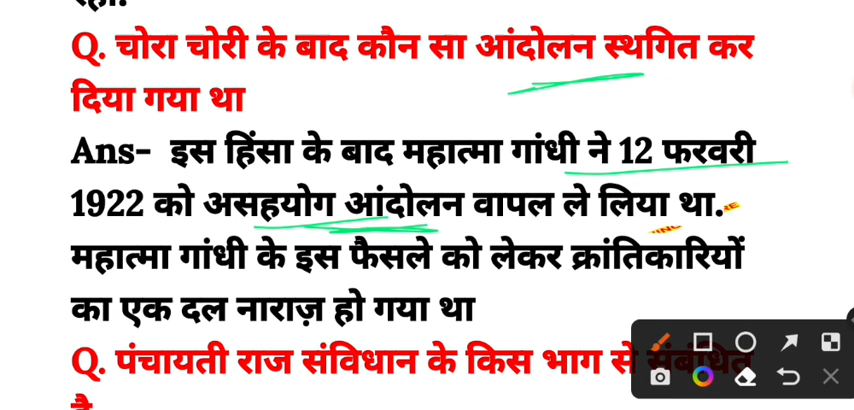 Q. चोरा चोरी के बाद कौन सा आंदोलन स्थगित कर
दिया गया था
Ans- इस हिंसा के बाद महात्मा गांधी ने 12 फरवरी
1922 को असहयोग आंदोलन वापल ले लिया था.
महात्मा गांधी के इस फैसले को लेकर क्रांतिकारियों
का एक दल नाराज़ हो गया था
Q. पंचायती राज संविधान के किस भाग से संबंधित
है